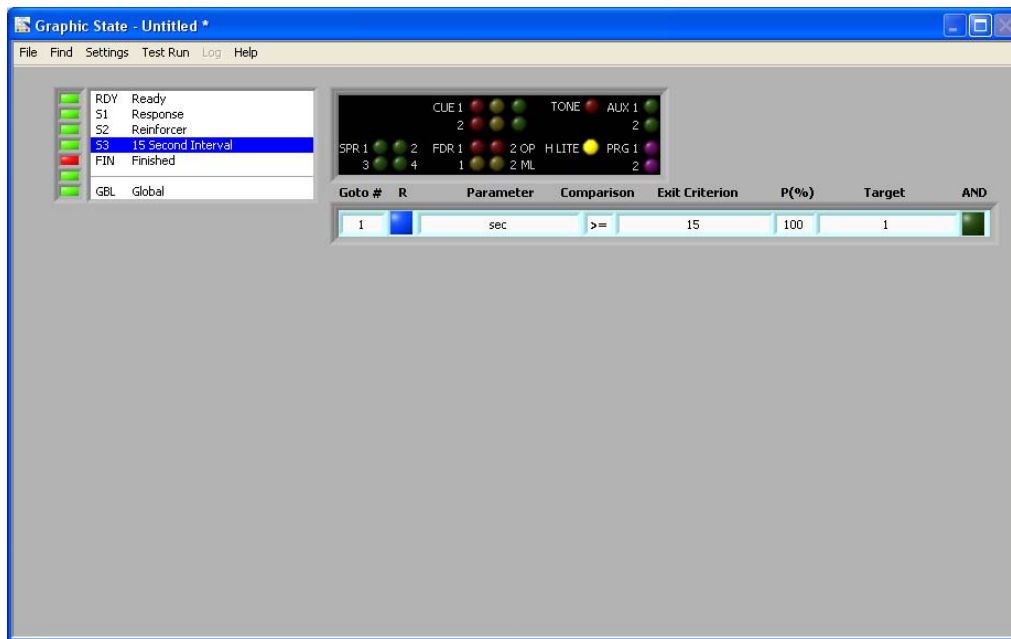 Graphic State - Untitled *
File Find Settings Test Run Log Help
RDY Ready
S1 Response
S2 Reinforcer
S3 15 Second Interval
FIN Finished
GBL Global
CUE 1 TONE AUX 1
2 2
SPR 1 2 FDR 1 2 OP H LITE PRG 1
3 4 1 2 ML 2
Goto # R Parameter Comparison Exit Criterion P(%) Target AND
1 sec >= 15 100 1